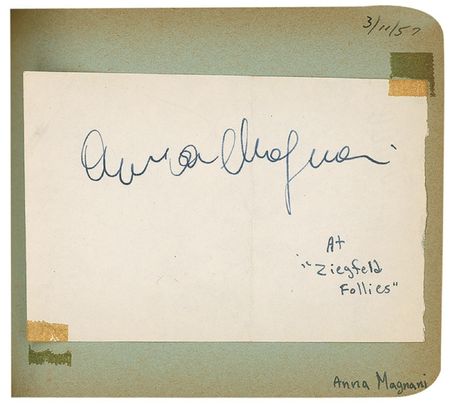 3/11/57
Anna Magnani
At
"Ziegfeld
Follies"
Anna Magnani